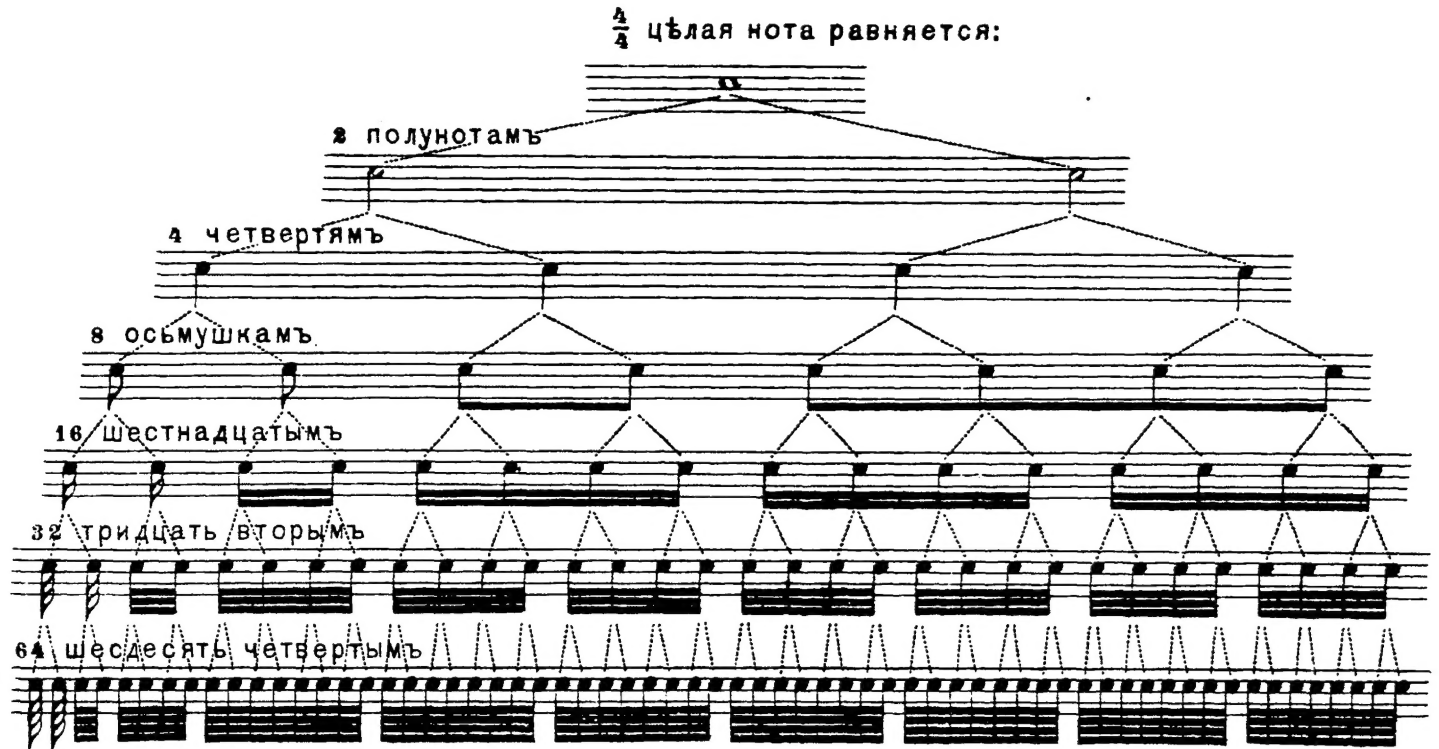 4/4 цѣлая нота равняется:
2 полунотамъ
4 четвертямъ
8 осьмушкамъ
16 шестнадцатымъ
32 тридцать вторымъ
64 шесдесять четвертымъ